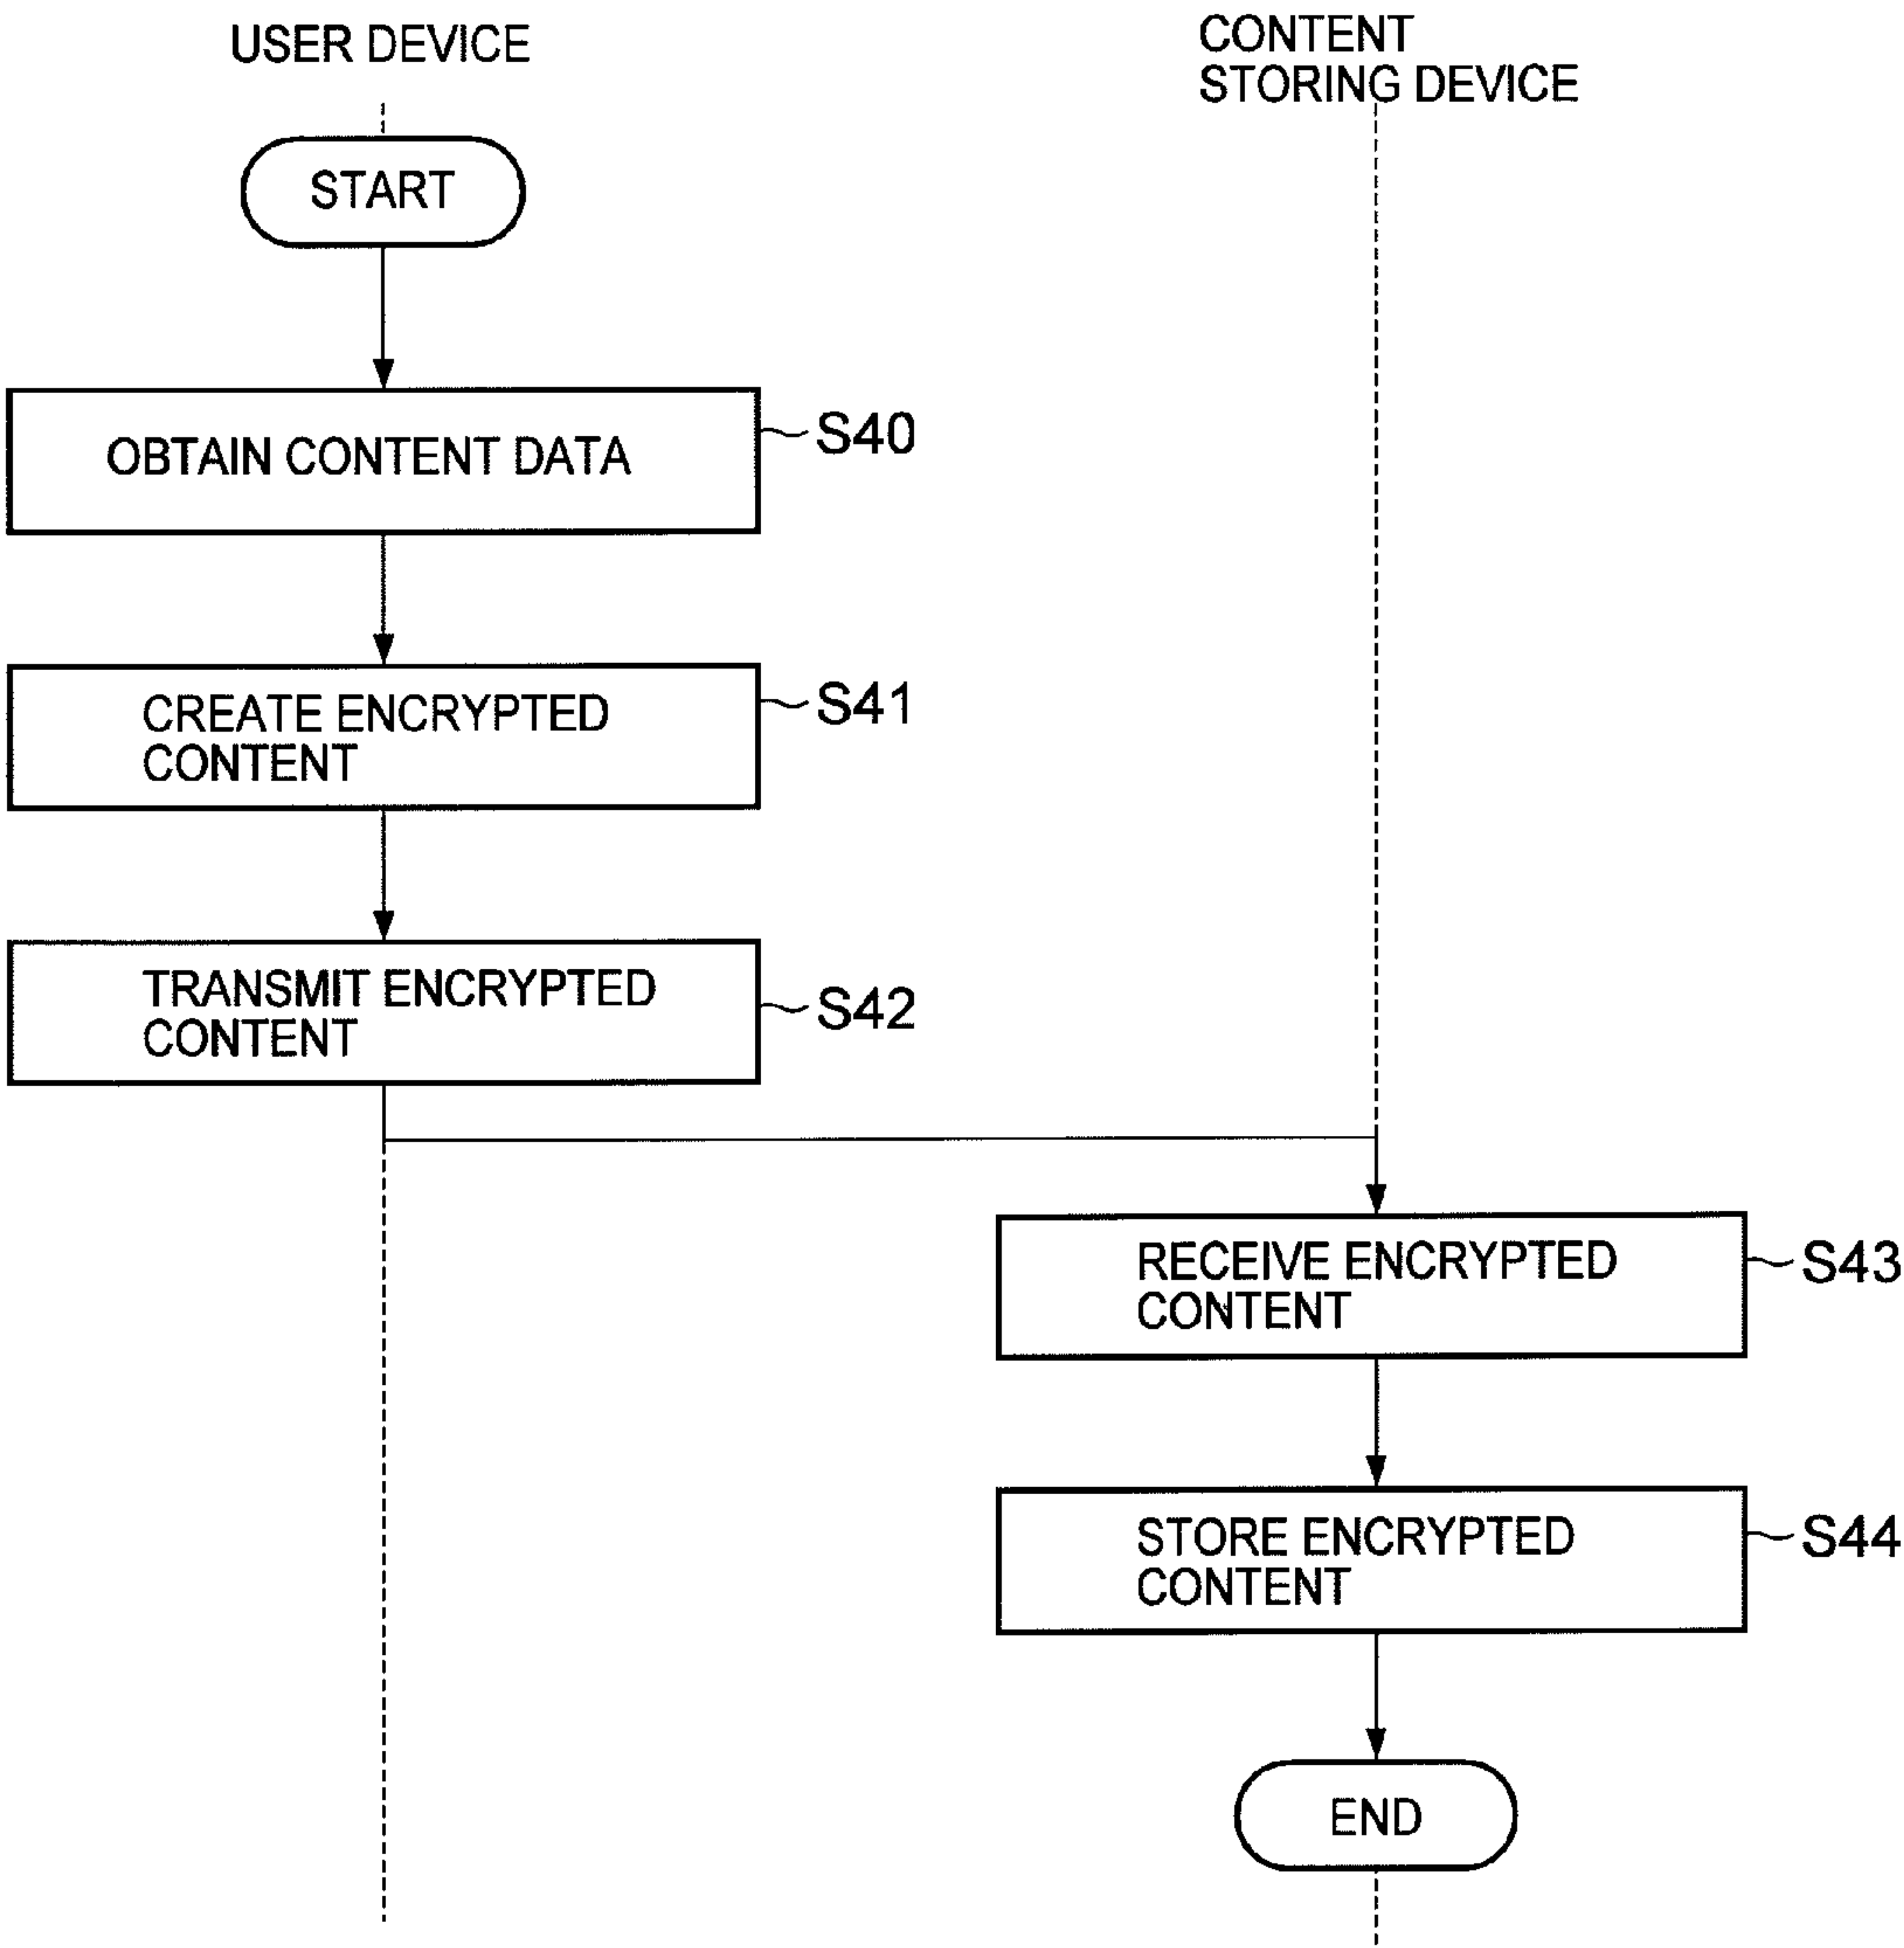 USER DEVICE
CONTENT
STORING DEVICE
START
OBTAIN CONTENT DATA
S40
CREATE ENCRYPTED
CONTENT
S41
TRANSMIT ENCRYPTED
CONTENT
S42
RECEIVE ENCRYPTED
CONTENT
S43
STORE ENCRYPTED
CONTENT
S44
END